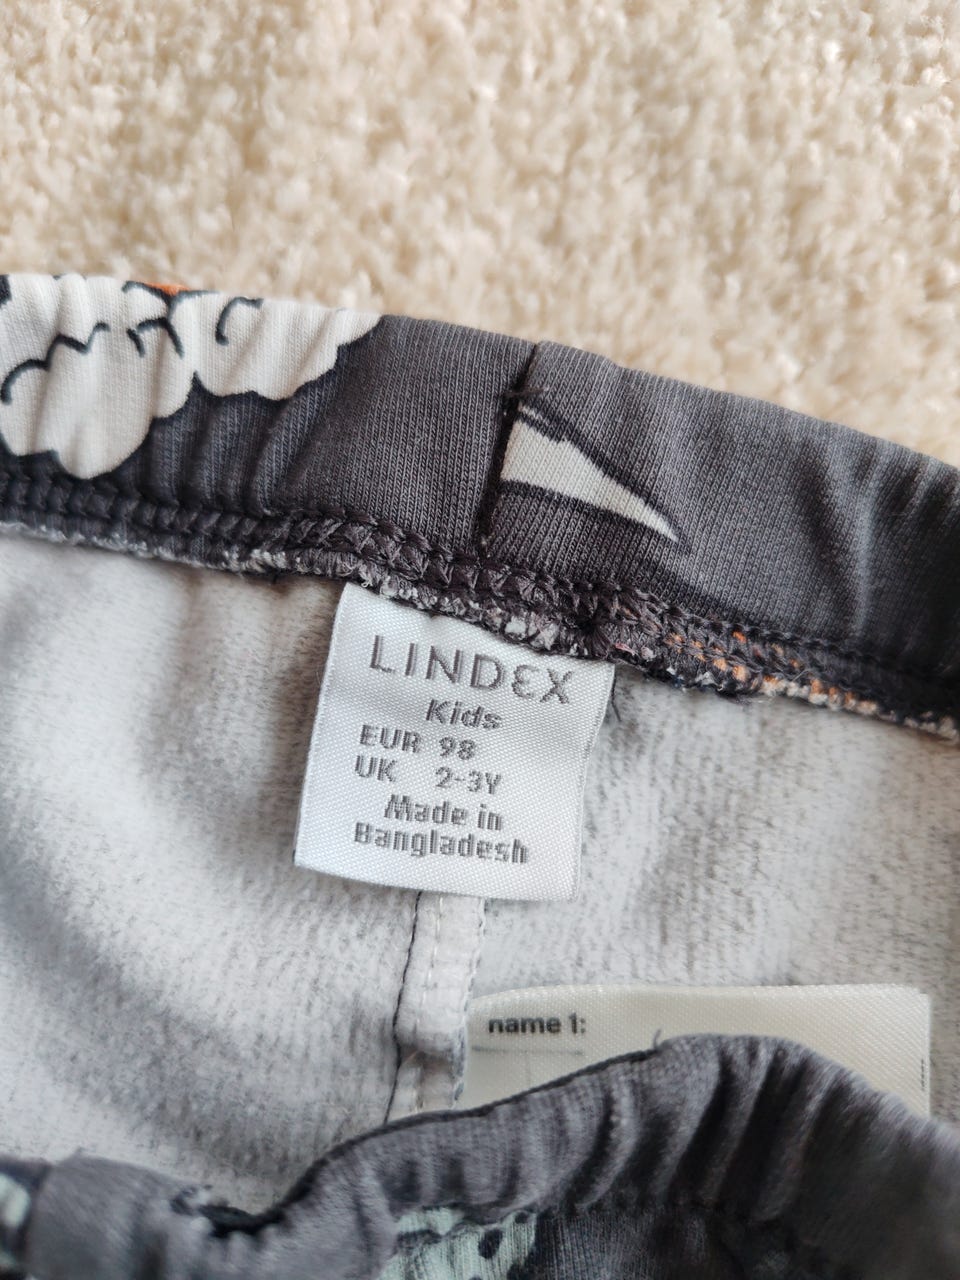 LINDEX
Kids
EUR 98
UK 2-3Y
Made in
Bangladesh
name 1: